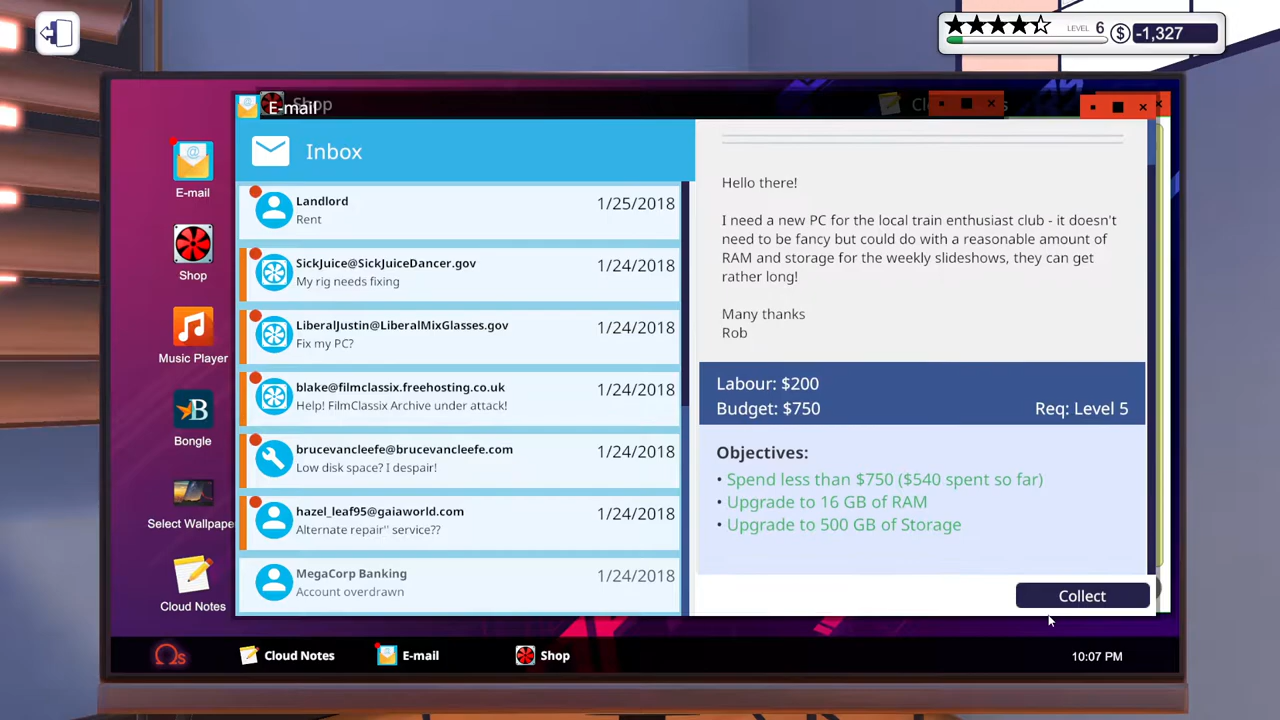 LEVEL 6 $ -1,327
Shop
E-mail
Inbox
Landlord 1/25/2018
Rent
SickJuice@SickJuiceDancer.gov 1/24/2018
My rig needs fixing
LiberalJustin@LiberalMixGlasses.gov 1/24/2018
Fix my PC?
blake@filmclassix.freehosting.co.uk 1/24/2018
Help! FilmClassix Archive under attack!
brucevancleefe@brucevancleefe.com 1/24/2018
Low disk space? I despair!
hazel_leaf95@gaiaworld.com 1/24/2018
Alternate repair'' service??
MegaCorp Banking 1/24/2018
Account overdrawn
Hello there!
I need a new PC for the local train enthusiast club - it doesn't
need to be fancy but could do with a reasonable amount of
RAM and storage for the weekly slideshows, they can get
rather long!
Many thanks
Rob
Labour: $200
Budget: $750 Req: Level 5
Objectives:
• Spend less than $750 ($540 spent so far)
• Upgrade to 16 GB of RAM
• Upgrade to 500 GB of Storage
Collect
E-mail
Shop
Music Player
Bongle
Select Wallpape
Cloud Notes
Ωs Cloud Notes E-mail Shop 10:07 PM